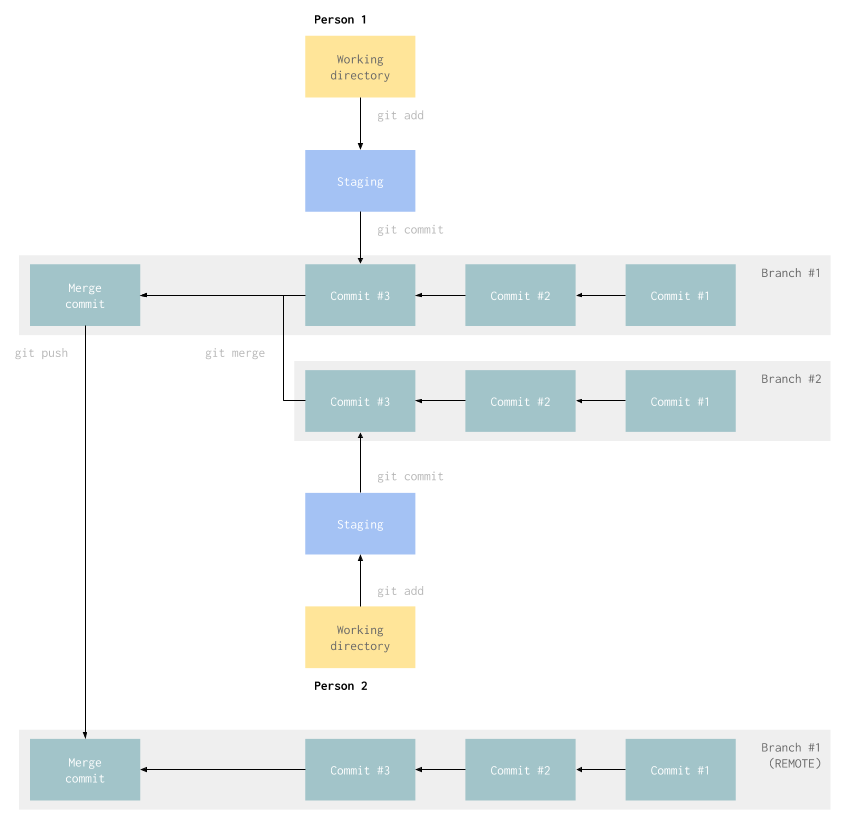 Person 1
Working
directory
git add
Staging
git commit
Branch #1
Merge
commit
Commit #3
Commit #2
Commit #1
git push
git merge
Branch #2
Commit #3
Commit #2
Commit #1
git commit
Staging
git add
Working
directory
Person 2
Branch #1
(REMOTE)
Merge
commit
Commit #3
Commit #2
Commit #1